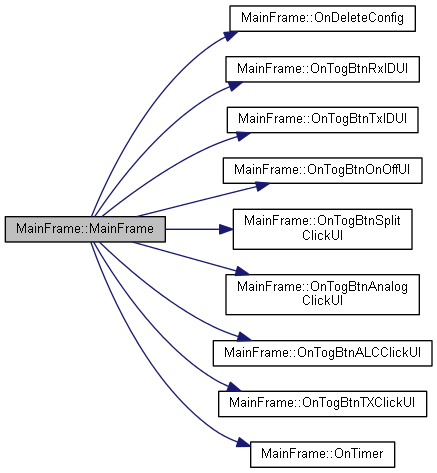 MainFrame::OnDeleteConfig
MainFrame::OnTogBtnRxIDUI
MainFrame::OnTogBtnTxIDUI
MainFrame::OnTogBtnOnOffUI
MainFrame::MainFrame
MainFrame::OnTogBtnSplit
ClickUI
MainFrame::OnTogBtnAnalog
ClickUI
MainFrame::OnTogBtnALCClickUI
MainFrame::OnTogBtnTXClickUI
MainFrame::OnTimer